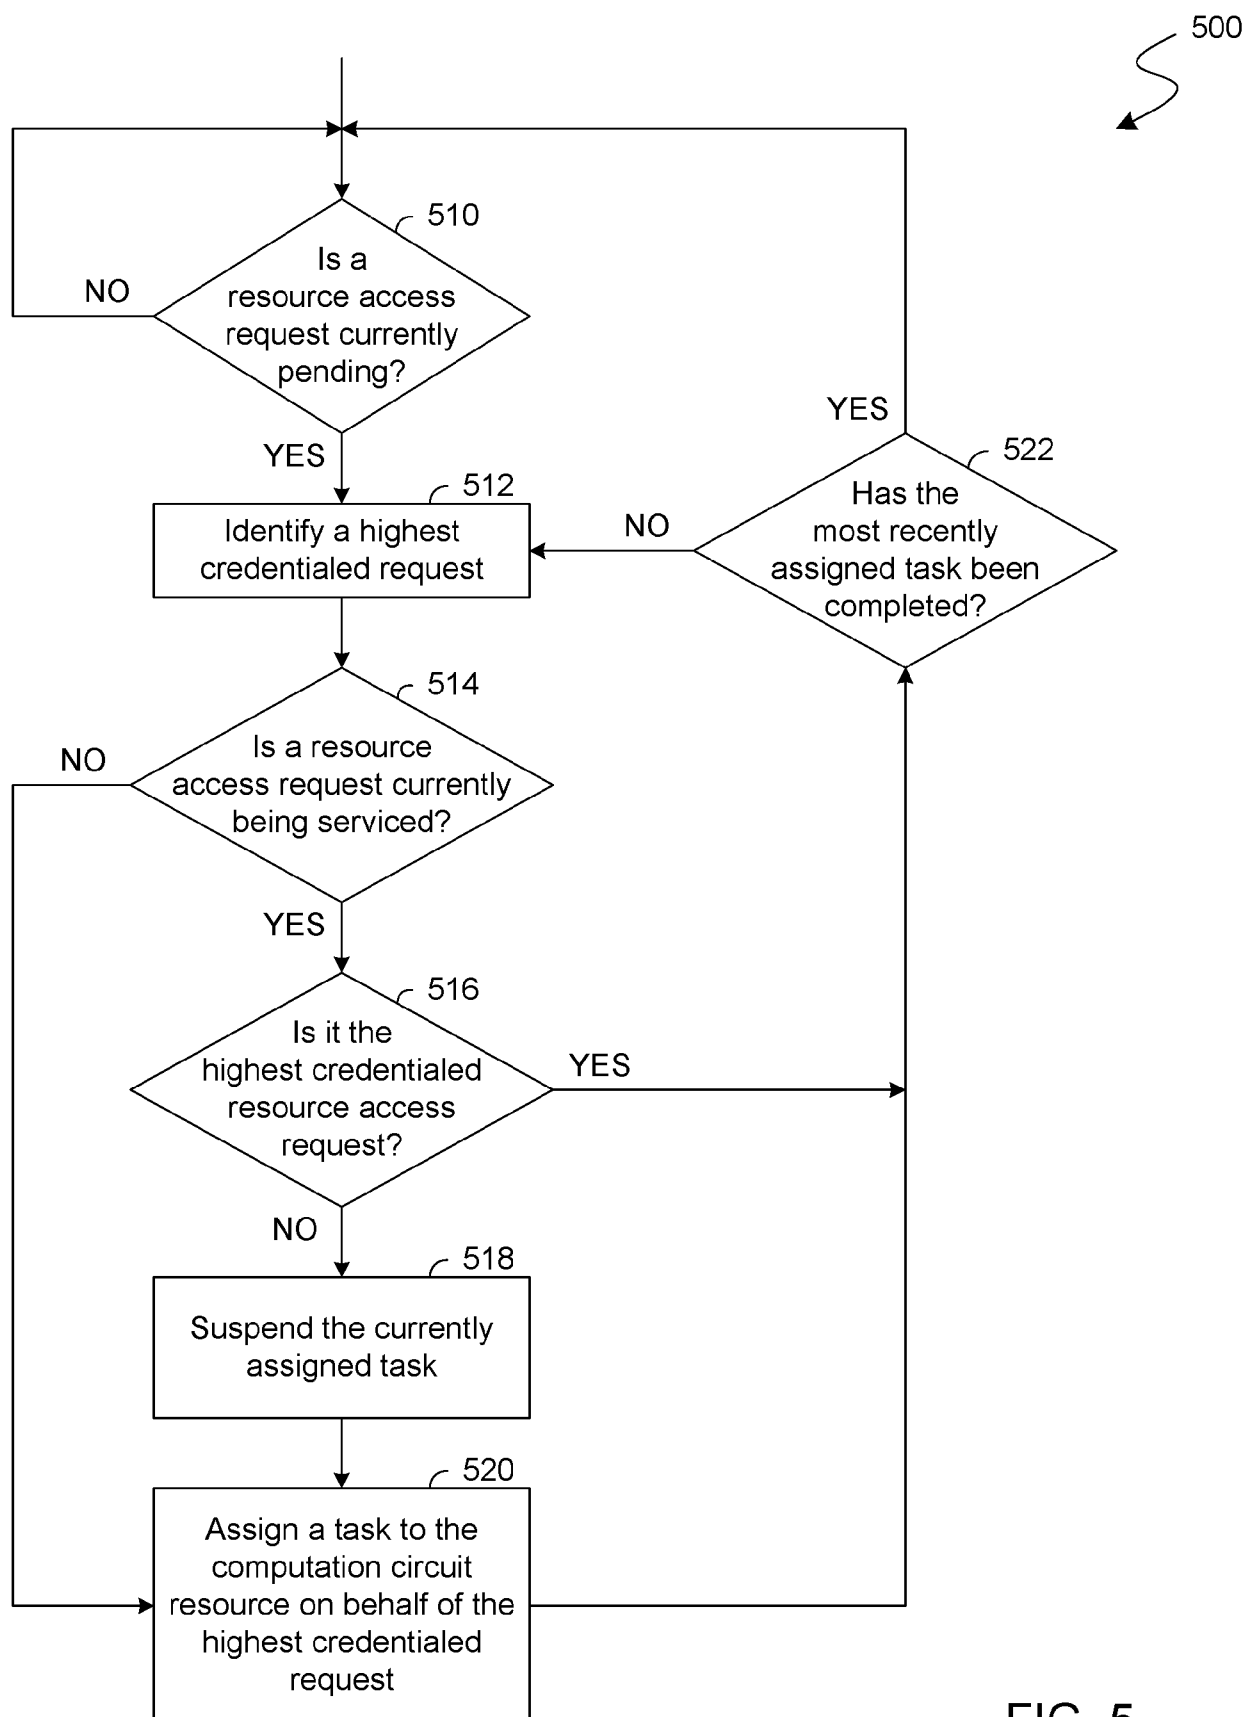 500
510
Is a
resource access
request currently
pending?
NO
YES
512
Identify a highest
credentialed request
NO
YES
522
Has the
most recently
assigned task been
completed?
514
Is a resource
access request currently
being serviced?
NO
YES
516
Is it the
highest credentialed
resource access
request?
YES
NO
518
Suspend the currently
assigned task
520
Assign a task to the
computation circuit
resource on behalf of the
highest credentialed
request
FIG. 5